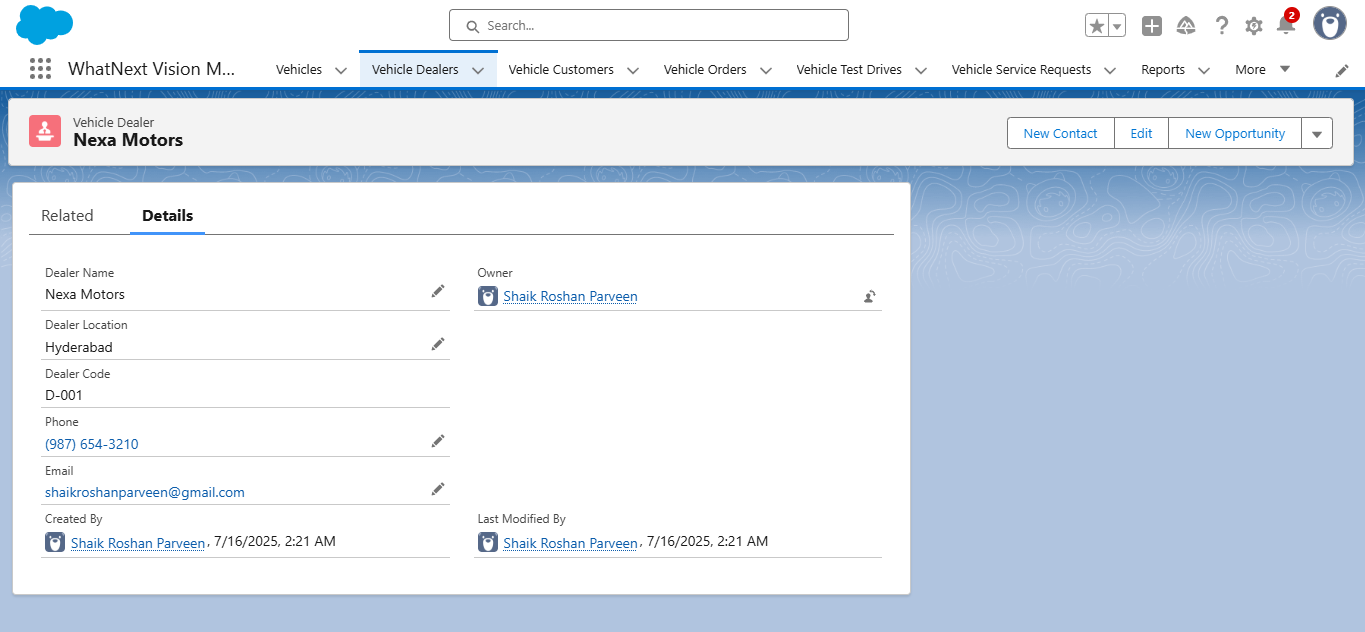 Search...
2
WhatNext Vision M... Vehicles Vehicle Dealers Vehicle Customers Vehicle Orders Vehicle Test Drives Vehicle Service Requests Reports More
Vehicle Dealer
Nexa Motors
New Contact Edit New Opportunity
Related Details
Dealer Name
Nexa Motors
Owner
Shaik Roshan Parveen
Dealer Location
Hyderabad
Dealer Code
D-001
Phone
(987) 654-3210
Email
shaikroshanparveen@gmail.com
Created By
Shaik Roshan Parveen, 7/16/2025, 2:21 AM
Last Modified By
Shaik Roshan Parveen, 7/16/2025, 2:21 AM